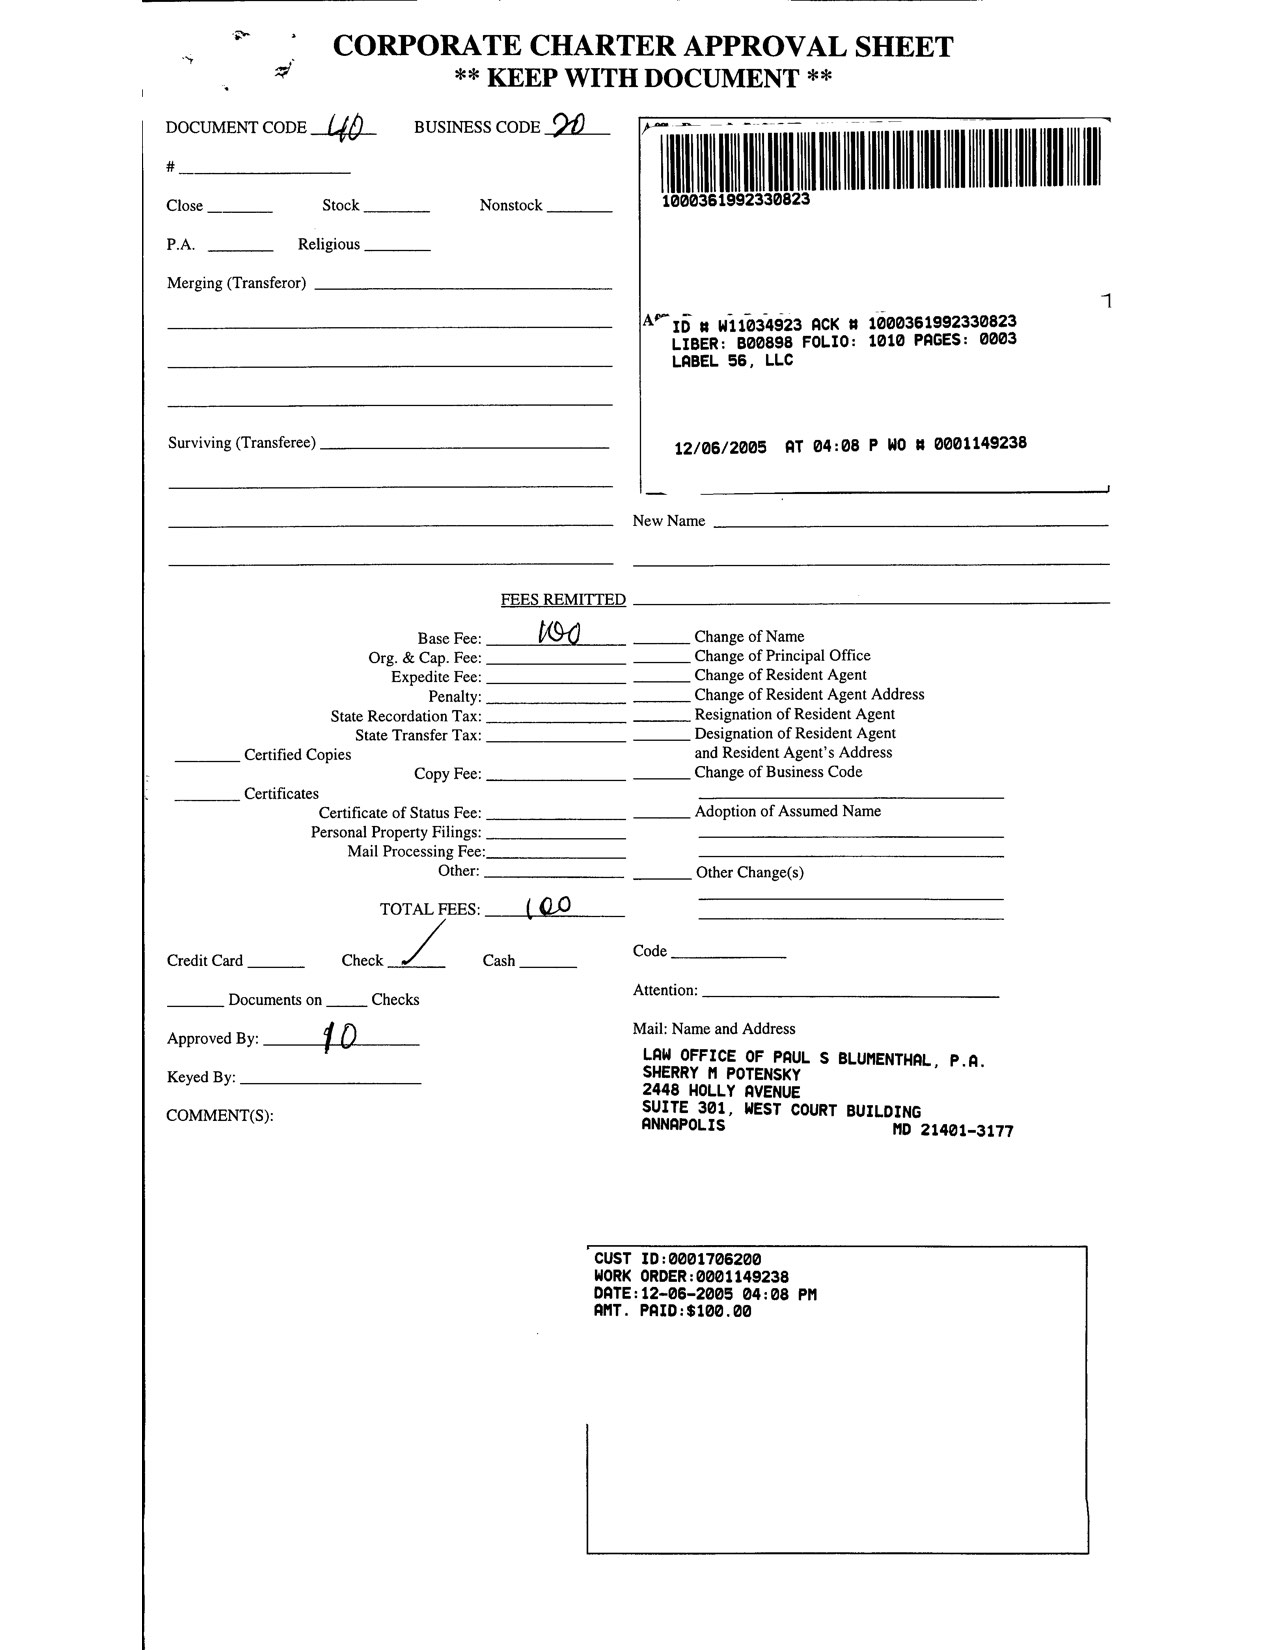 CORPORATE CHARTER APPROVAL SHEET
** KEEP WITH DOCUMENT **
DOCUMENT CODE 40 BUSINESS CODE 20
#
Close Stock Nonstock
P.A. Religious
Merging (Transferor)
Surviving (Transferee)
1000361992330823
ID # W11034923 ACK # 1000361992330823
LIBER: B00898 FOLIO: 1010 PAGES: 0003
LABEL 56, LLC
12/06/2005 AT 04:08 P WO # 0001149238
New Name
FEES REMITTED
Base Fee: 100
Org. & Cap. Fee:
Expedite Fee:
Penalty:
State Recordation Tax:
State Transfer Tax:
Certified Copies
Copy Fee:
Certificates
Certificate of Status Fee:
Personal Property Filings:
Mail Processing Fee:
Other:
TOTAL FEES: 100
Change of Name
Change of Principal Office
Change of Resident Agent
Change of Resident Agent Address
Resignation of Resident Agent
Designation of Resident Agent
and Resident Agent's Address
Change of Business Code
Adoption of Assumed Name
Other Change(s)
Credit Card Check ✓ Cash
Documents on Checks
Approved By: 10
Keyed By:
COMMENT(S):
Code
Attention:
Mail: Name and Address
LAW OFFICE OF PAUL S BLUMENTHAL, P.A.
SHERRY M POTENSKY
2448 HOLLY AVENUE
SUITE 301, WEST COURT BUILDING
ANNAPOLIS MD 21401-3177
CUST ID:0001706200
WORK ORDER:0001149238
DATE:12-06-2005 04:08 PM
AMT. PAID:$100.00